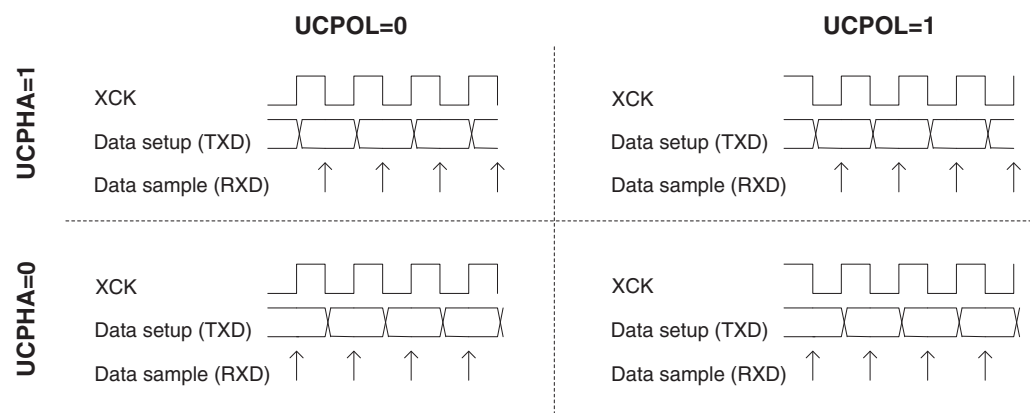 UCPOL=0
UCPOL=1
UCPHA=1
XCK
Data setup (TXD)
Data sample (RXD)
XCK
Data setup (TXD)
Data sample (RXD)
UCPHA=0
XCK
Data setup (TXD)
Data sample (RXD)
XCK
Data setup (TXD)
Data sample (RXD)